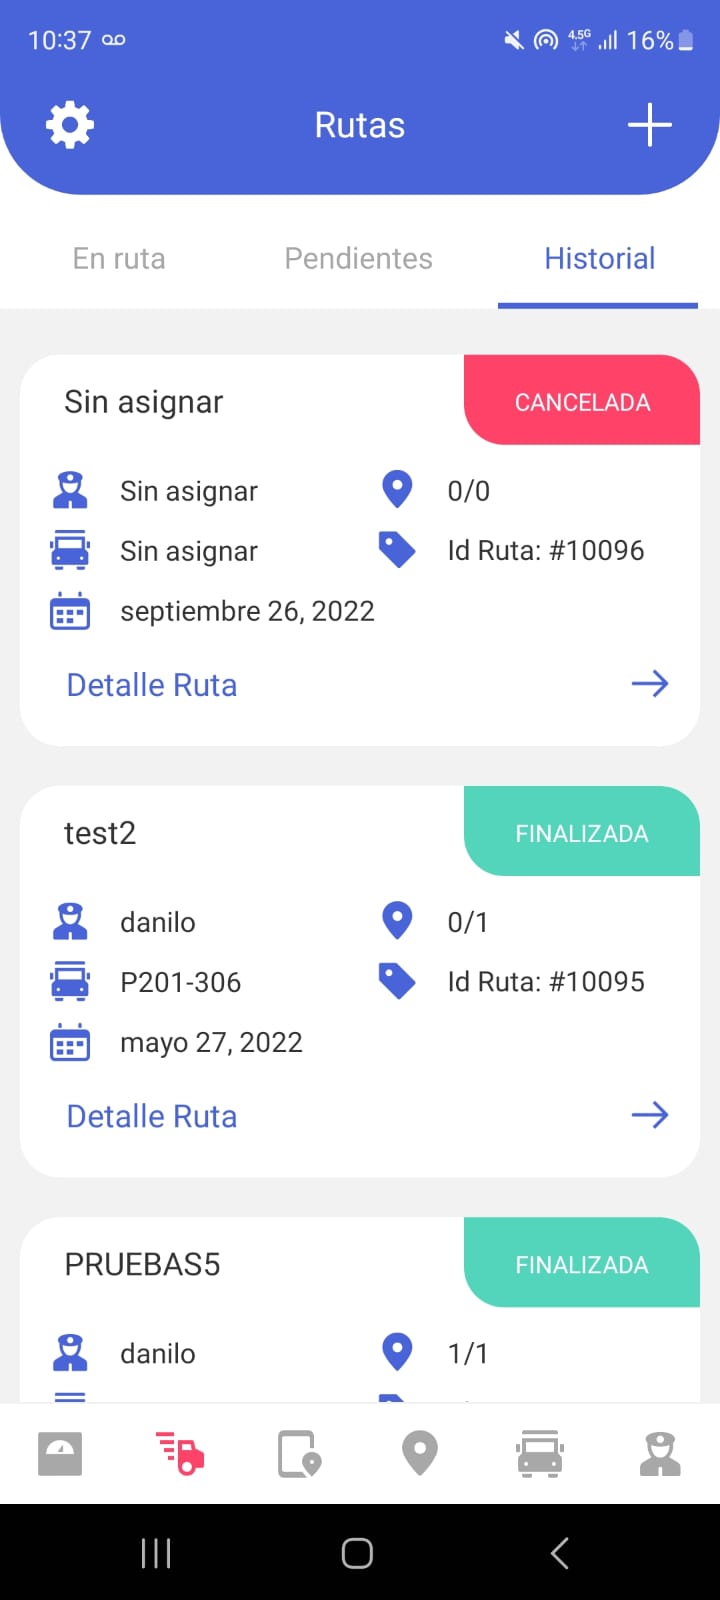 10:37
4.5G
16%
Rutas
En ruta Pendientes Historial
Sin asignar
CANCELADA
Sin asignar
0/0
Sin asignar
Id Ruta: #10096
septiembre 26, 2022
Detalle Ruta
test2
FINALIZADA
danilo
0/1
P201-306
Id Ruta: #10095
mayo 27, 2022
Detalle Ruta
PRUEBAS5
FINALIZADA
danilo
1/1